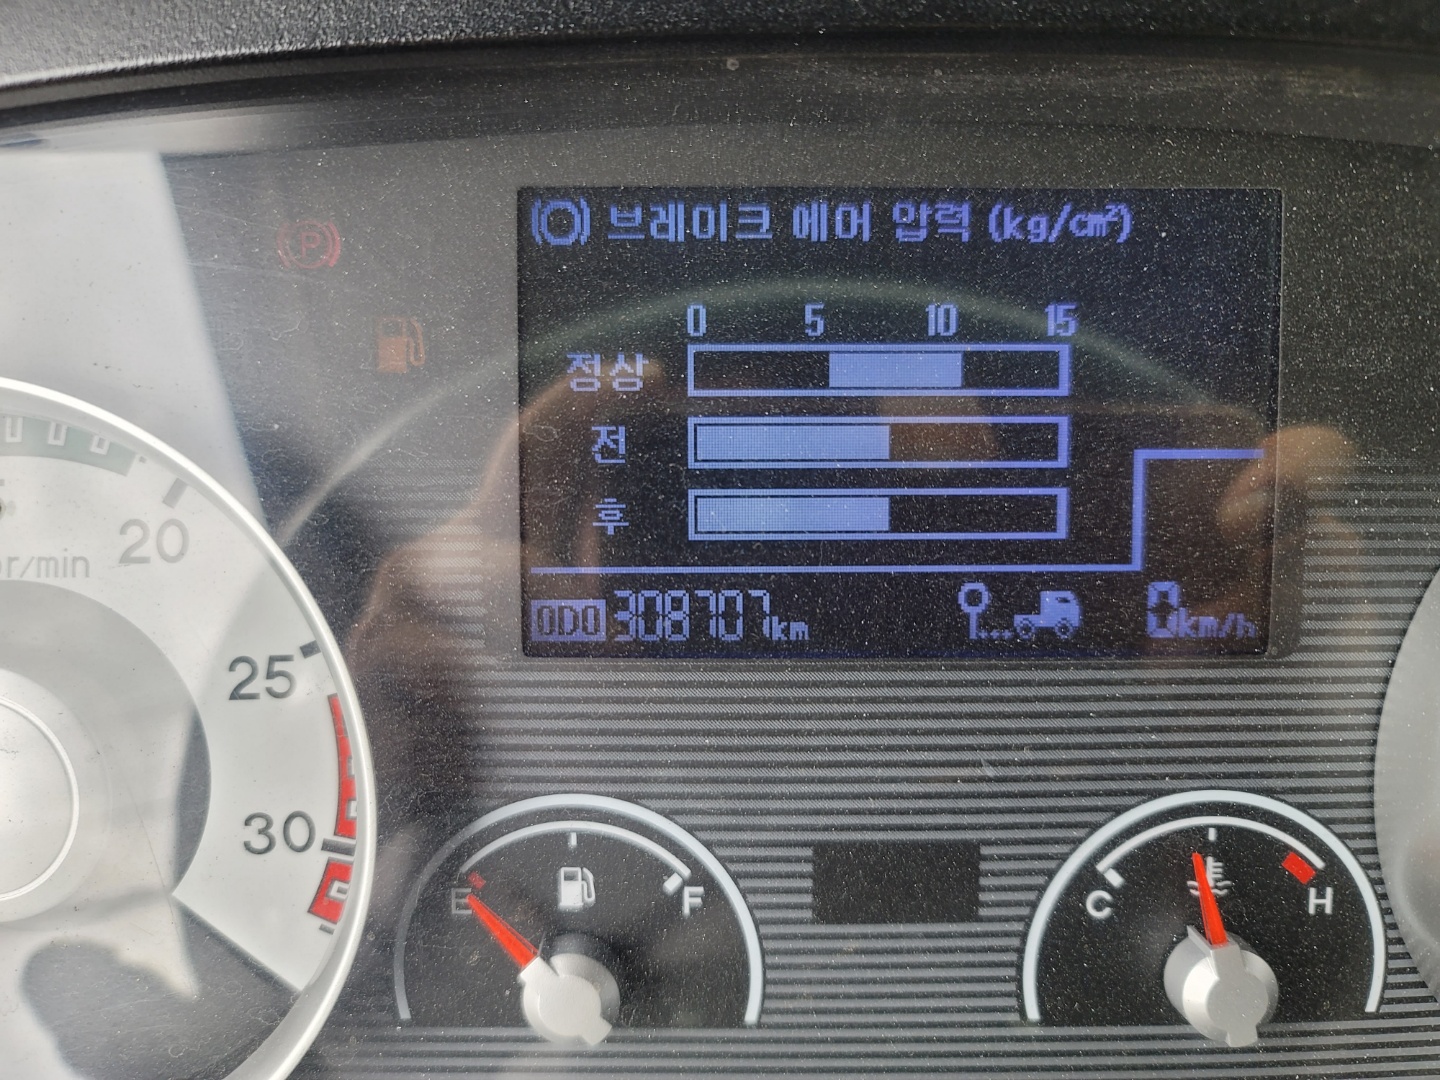 브레이크 에어 압력 (kg/cm²)
P
0 5 10 15
정상
전
후
ODO 308707km
0km/h
20
r/min
25
30
E F
C H